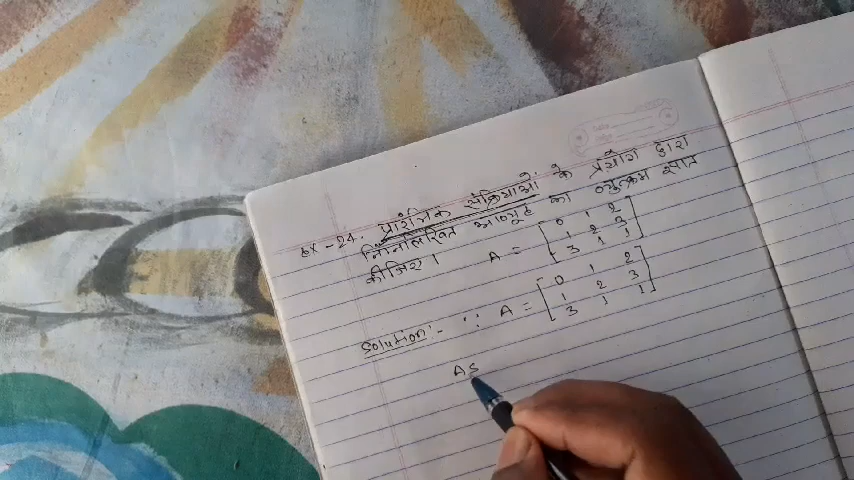 Ex-24. प्रारंभिक संक्रियाओं के प्रयोग द्वारा
निम्नलिखित आव्यूह का व्युत्क्रम ज्ञात
कीजिए। A = [0 1 2
1 2 3
3 1 1]
Solution:- ∵ A = [0 1 2
1 2 3
3 1 1]
AS